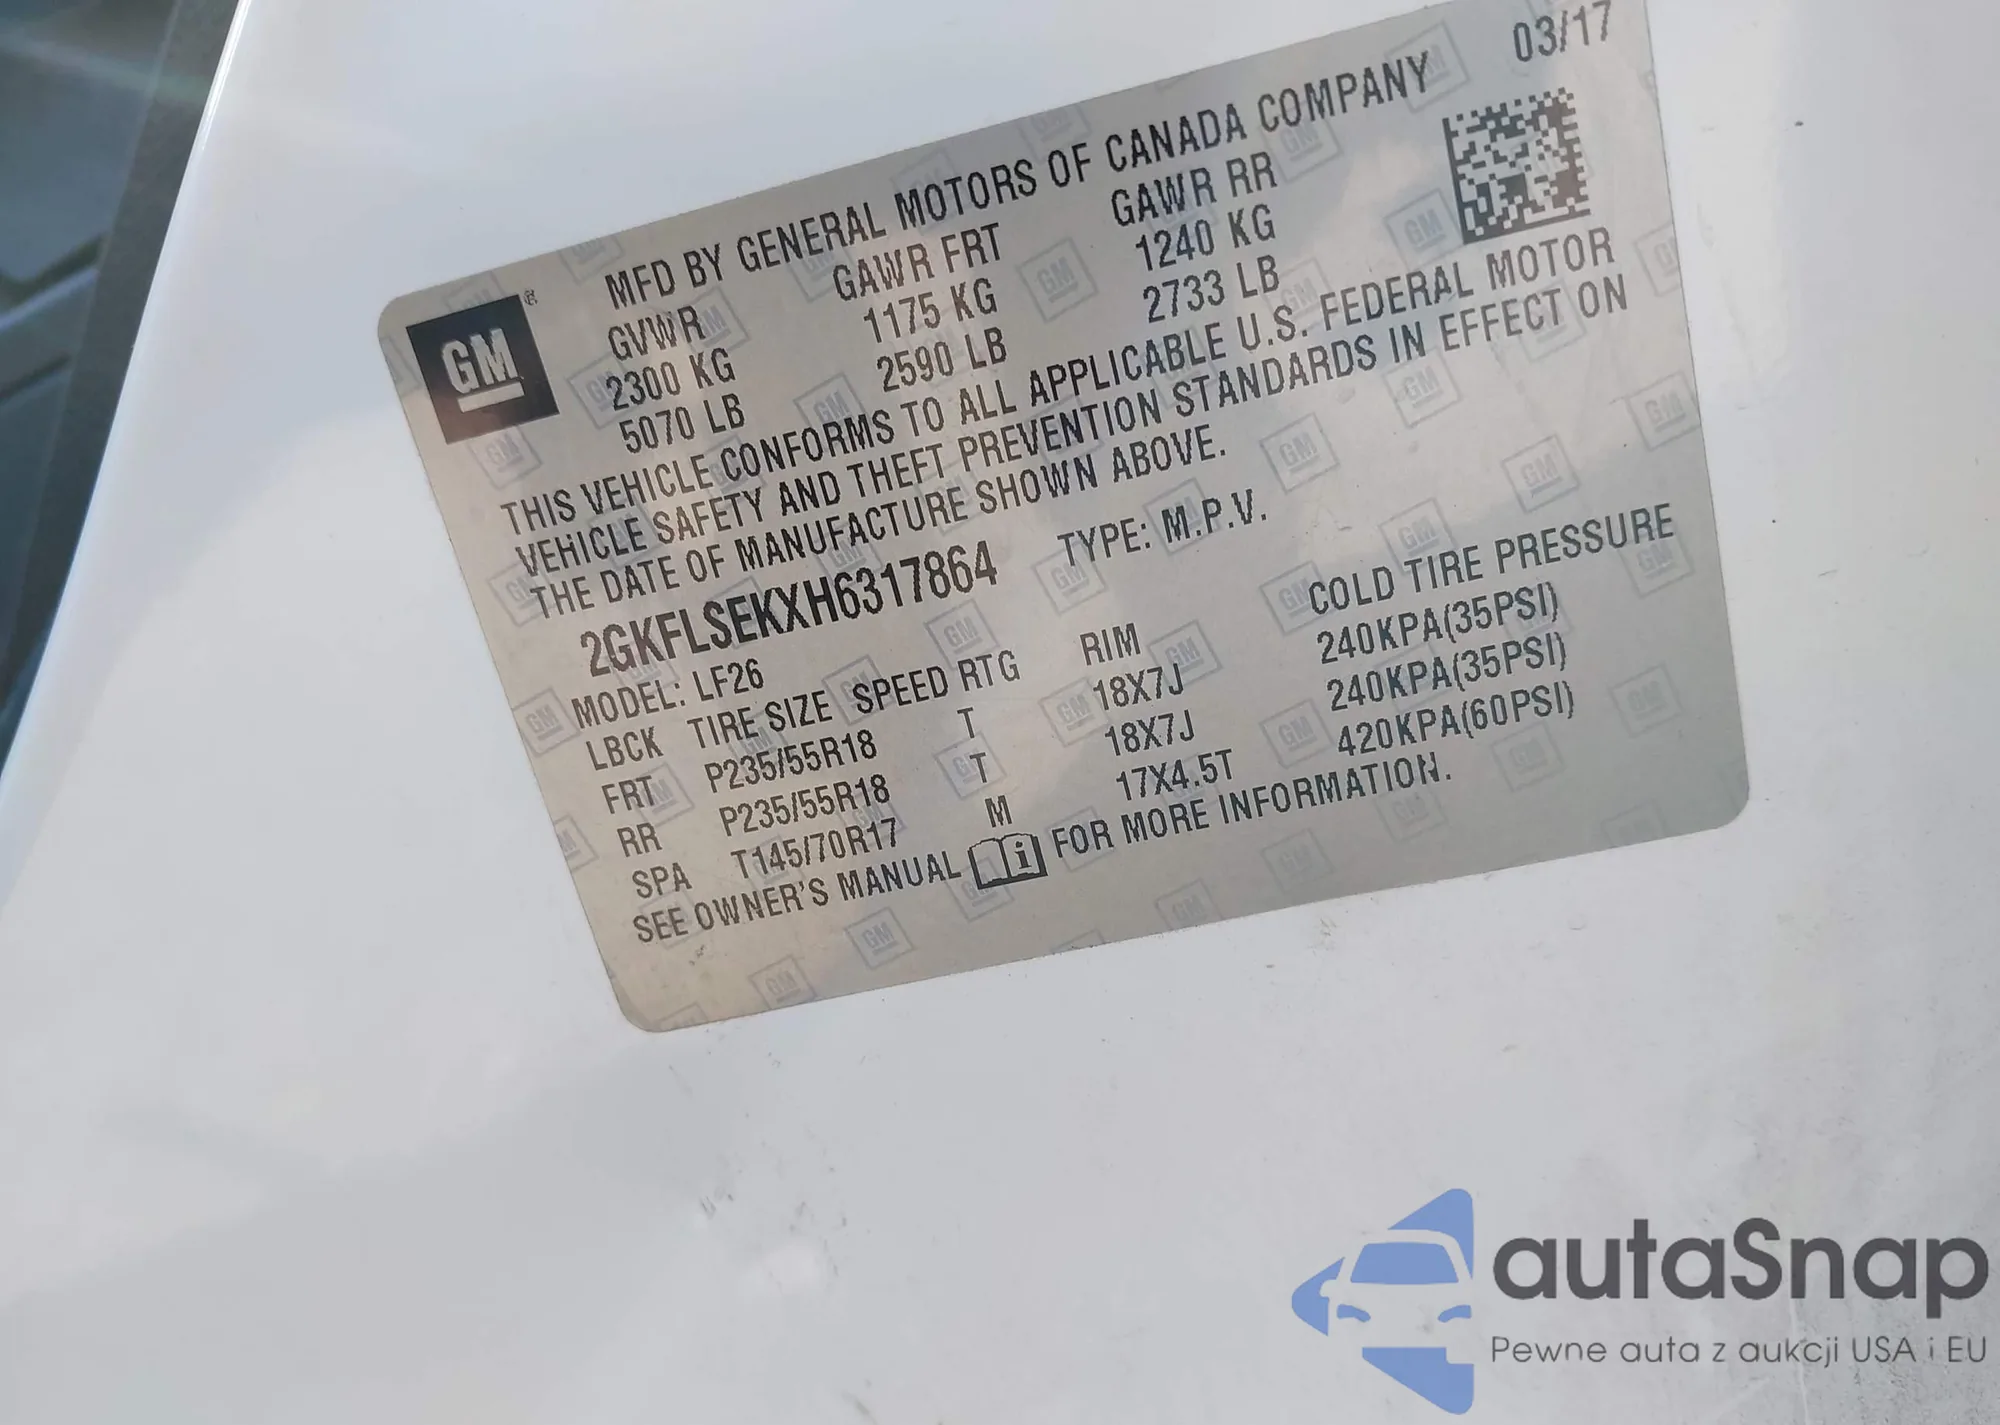 03/17
MFD BY GENERAL MOTORS OF CANADA COMPANY
GM®
GVWR GAWR FRT GAWR RR
2300 KG 1175 KG 1240 KG
5070 LB 2590 LB 2733 LB
THIS VEHICLE CONFORMS TO ALL APPLICABLE U.S. FEDERAL MOTOR
VEHICLE SAFETY AND THEFT PREVENTION STANDARDS IN EFFECT ON
THE DATE OF MANUFACTURE SHOWN ABOVE.
2GKFLSEKXH6317864 TYPE: M.P.V.
MODEL: LF26
LBCK TIRE SIZE SPEED RTG RIM COLD TIRE PRESSURE
FRT P235/55R18 T 18X7J 240KPA(35PSI)
RR P235/55R18 T 18X7J 240KPA(35PSI)
SPA T145/70R17 M 17X4.5T 420KPA(60PSI)
SEE OWNER'S MANUAL i FOR MORE INFORMATION.
autaSnap
Pewne auta z aukcji USA i EU